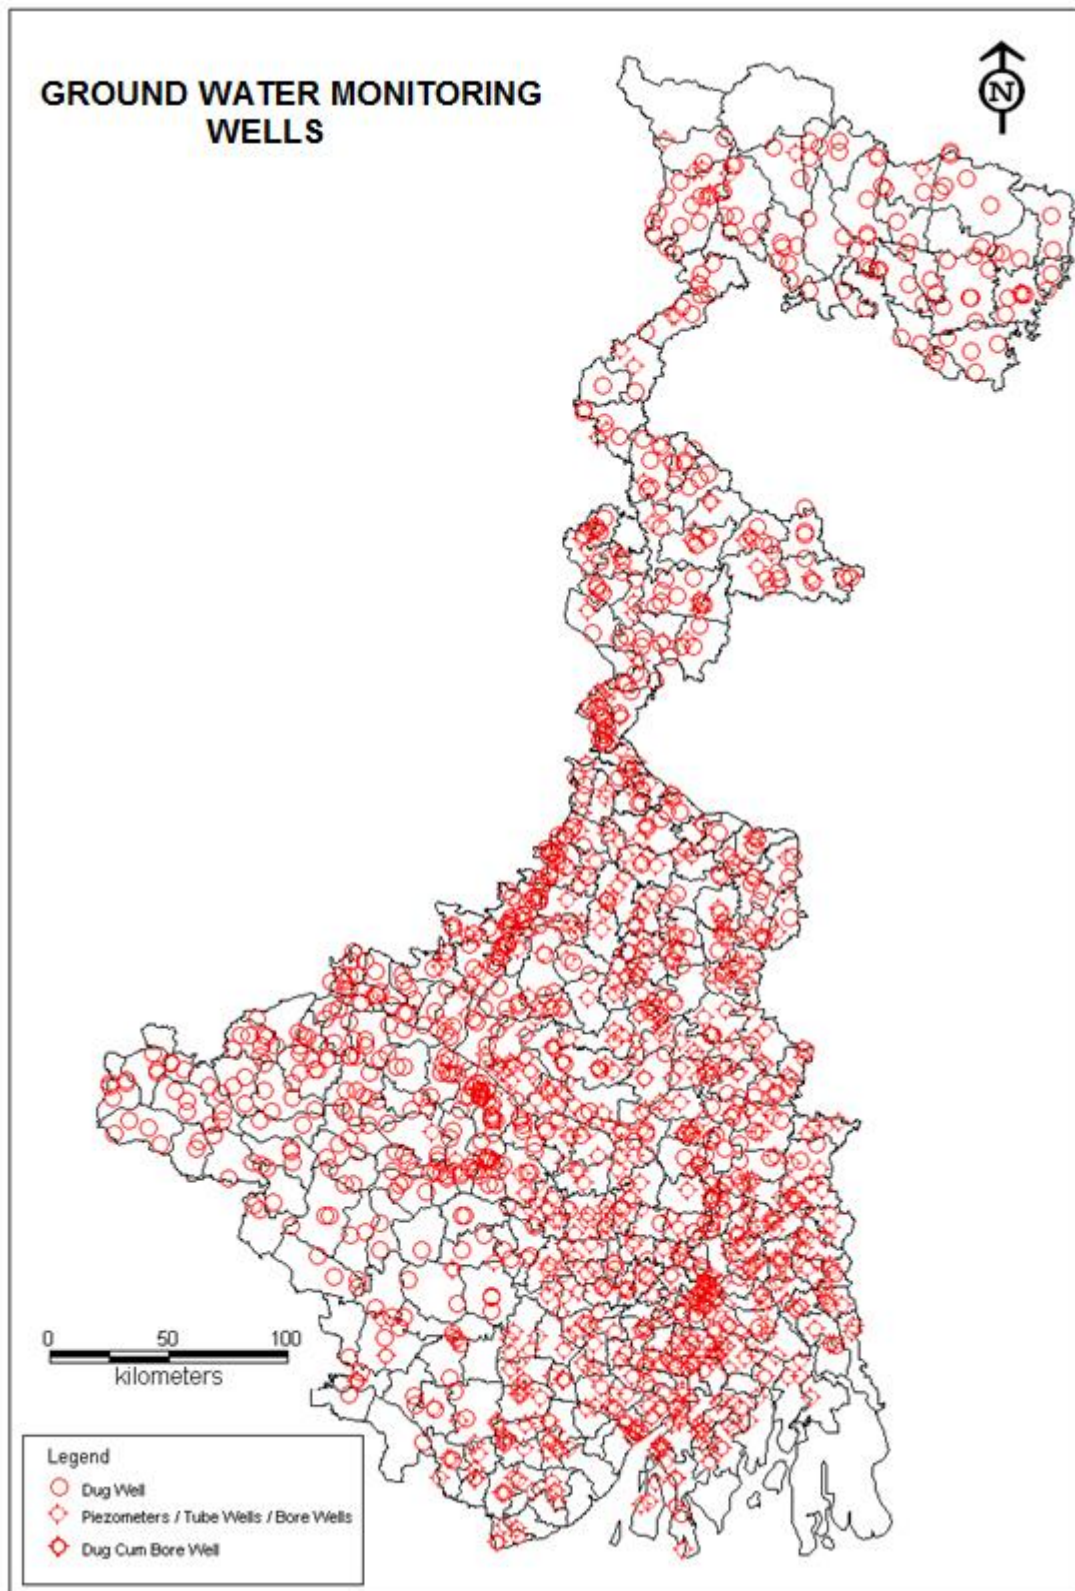 GROUND WATER MONITORING
WELLS
N
0 50 100
kilometers
Legend
Dug Well
Piezometers / Tube Wells / Bore Wells
Dug Cum Bore Well